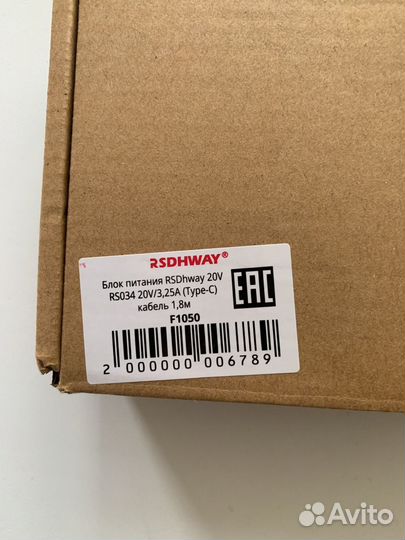 RSDHWAY®
Блок питания RSDhway 20V
RS034 20V/3,25A (Type-C)
кабель 1,8м
F1050
EAC
2 000000 006789
Avito